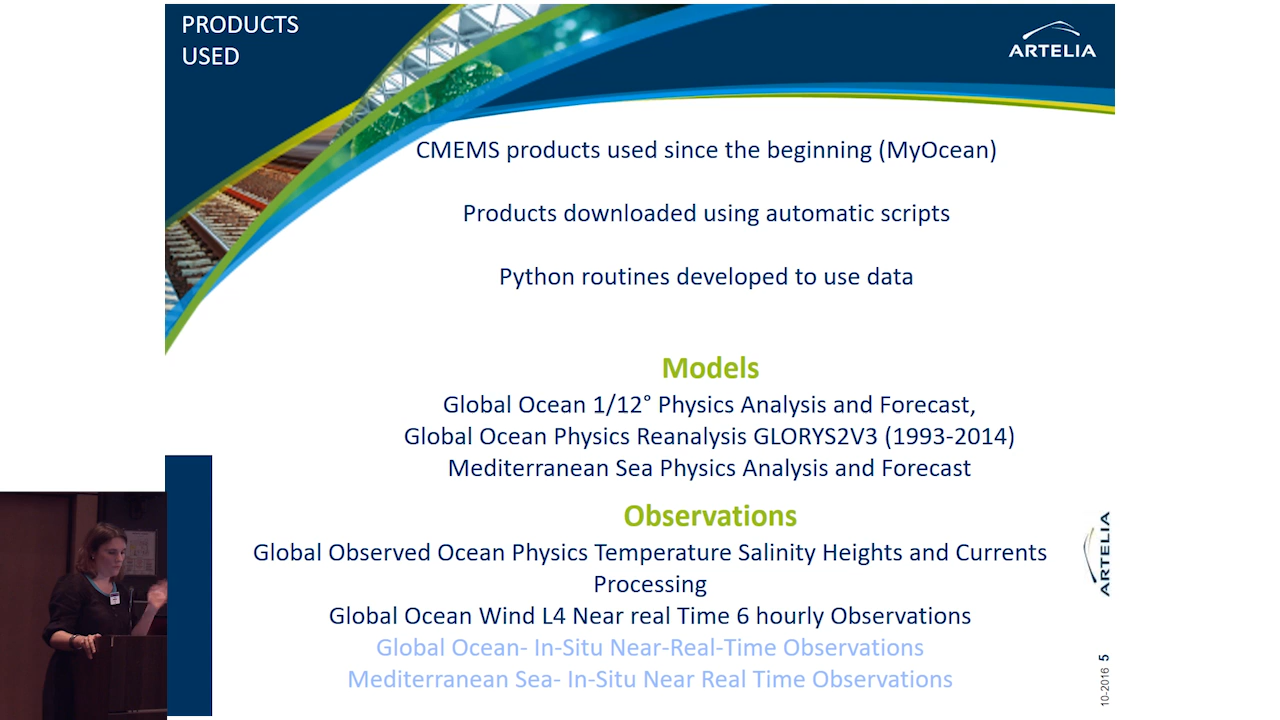 PRODUCTS
USED
ARTELIA
CMEMS products used since the beginning (MyOcean)
Products downloaded using automatic scripts
Python routines developed to use data
Models
Global Ocean 1/12° Physics Analysis and Forecast,
Global Ocean Physics Reanalysis GLORYS2V3 (1993-2014)
Mediterranean Sea Physics Analysis and Forecast
Observations
Global Observed Ocean Physics Temperature Salinity Heights and Currents
Processing
Global Ocean Wind L4 Near real Time 6 hourly Observations
Global Ocean- In-Situ Near-Real-Time Observations
Mediterranean Sea- In-Situ Near Real Time Observations
ARTELIA
10-2016 5